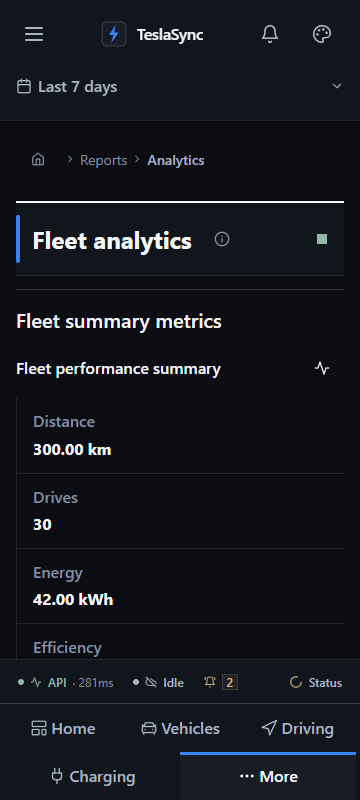 TeslaSync
Last 7 days
Reports Analytics
Fleet analytics
Fleet summary metrics
Fleet performance summary
Distance
300.00 km
Drives
30
Energy
42.00 kWh
Efficiency
API · 281ms Idle 2 Status
Home Vehicles Driving
Charging More